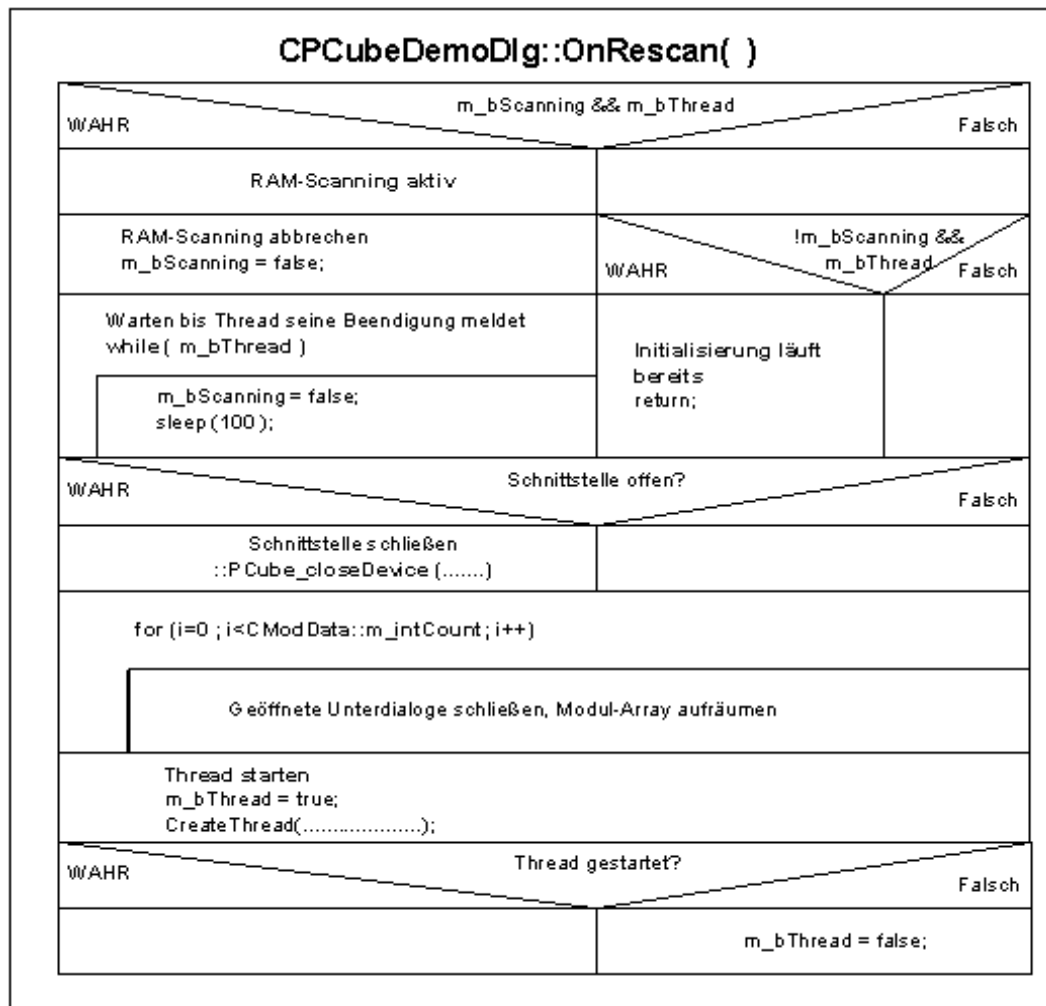 CPCubeDemoDlg::OnRescan( )
m_bScanning && m_bThread
WAHR
Falsch
RAM-Scanning aktiv
RAM-Scanning abbrechen
m_bScanning = false;
!m_bScanning &&
m_bThread
WAHR
Falsch
Warten bis Thread seine Beendigung meldet
while ( m_bThread )
m_bScanning = false;
sleep (100 );
Initialisierung läuft
bereits
return;
Schnittstelle offen?
WAHR
Falsch
Schnittstelle schließen
::PCube_closeDevice (.......)
for (i=0 ; i<CModData::m_intCount; i++)
Geöffnete Unterdialoge schließen, Modul-Array aufräumen
Thread starten
m_bThread = true;
CreateThread(.....................);
Thread gestartet?
WAHR
Falsch
m_bThread = false;